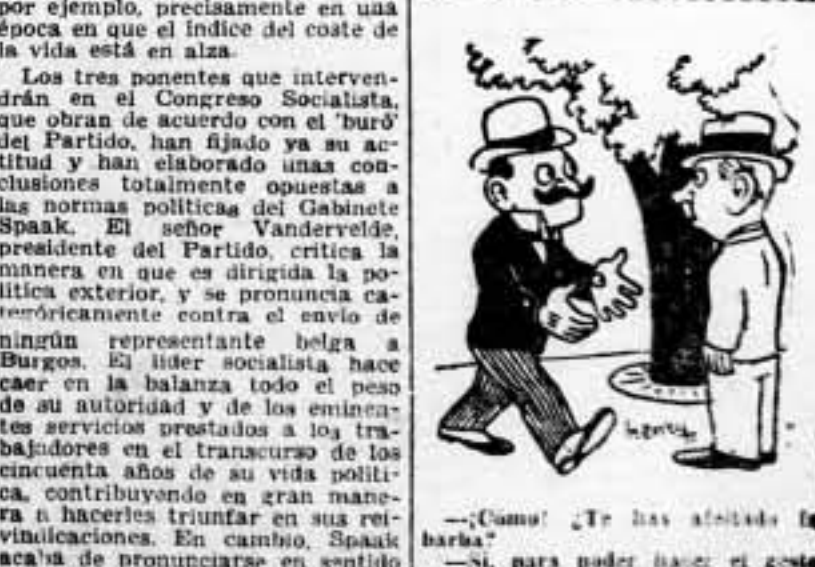 por ejemplo, precisamente en una
época en que el índice del coste de
la vida está en alza.
Los tres ponentes que interven-
drán en el Congreso Socialista,
que obran de acuerdo con el 'buró'
del Partido, han fijado ya su ac-
titud y han elaborado unas con-
clusiones totalmente opuestas a
las normas políticas del Gabinete
Spaak. El señor Vandervelde,
presidente del Partido, critica la
manera en que es dirigida la po-
lítica exterior, y se pronuncia ca-
tegóricamente contra el envío de
ningún representante belga a
Burgos. El líder socialista hace
caer en la balanza todo el peso
de su autoridad y de los eminen-
tes servicios prestados a los tra-
bajadores en el transcurso de los
cincuenta años de su vida políti-
ca, contribuyendo en gran mane-
ra a hacerles triunfar en sus rei-
vindicaciones. En cambio, Spaak
acaba de pronunciarse en sentido
—¡Cómo! ¿Te has afeitado la
barba?
—Sí, para poder hacer el gesto